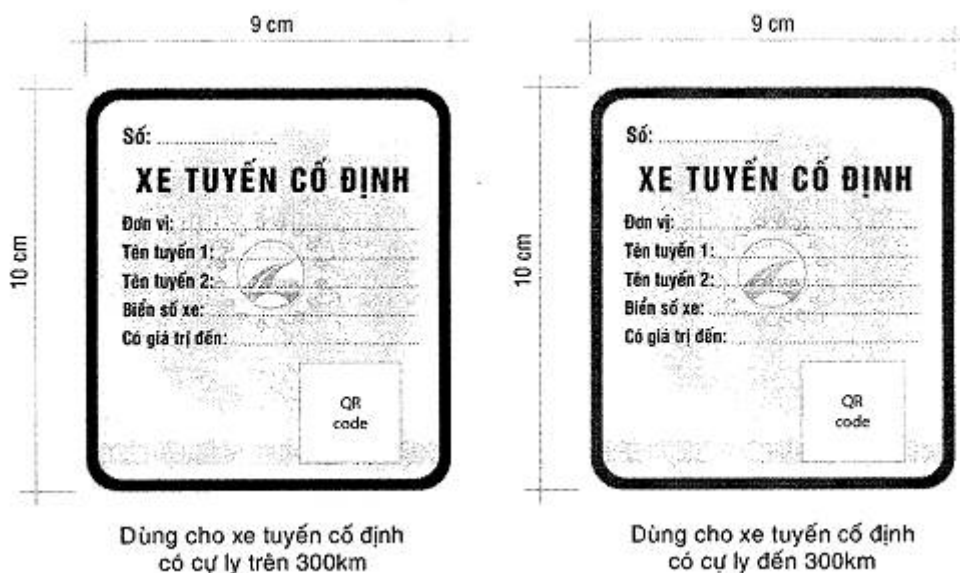 9 cm
10 cm
Số:
XE TUYẾN CỐ ĐỊNH
Đơn vị:
Tên tuyến 1:
Tên tuyến 2:
Biển số xe:
Có giá trị đến:
QR
code
Dùng cho xe tuyến cố định
có cự ly trên 300km
9 cm
10 cm
Số:
XE TUYẾN CỐ ĐỊNH
Đơn vị:
Tên tuyến 1:
Tên tuyến 2:
Biển số xe:
Có giá trị đến:
QR
code
Dùng cho xe tuyến cố định
có cự ly đến 300km